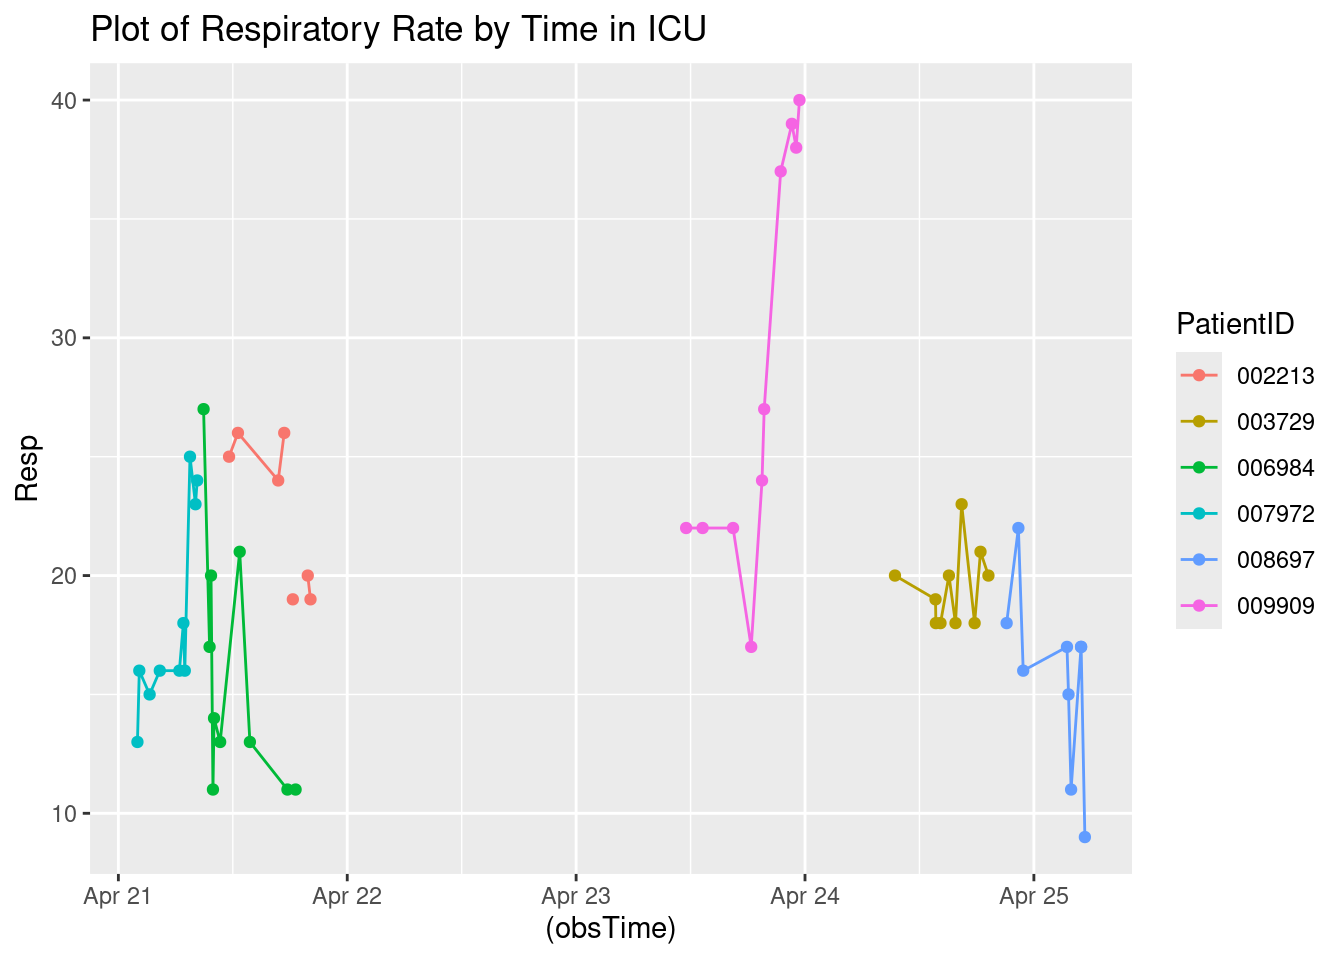 Plot of Respiratory Rate by Time in ICU
Resp
40
30
20
10
Apr 21
Apr 22
Apr 23
Apr 24
Apr 25
(obsTime)
PatientID
002213
003729
006984
007972
008697
009909